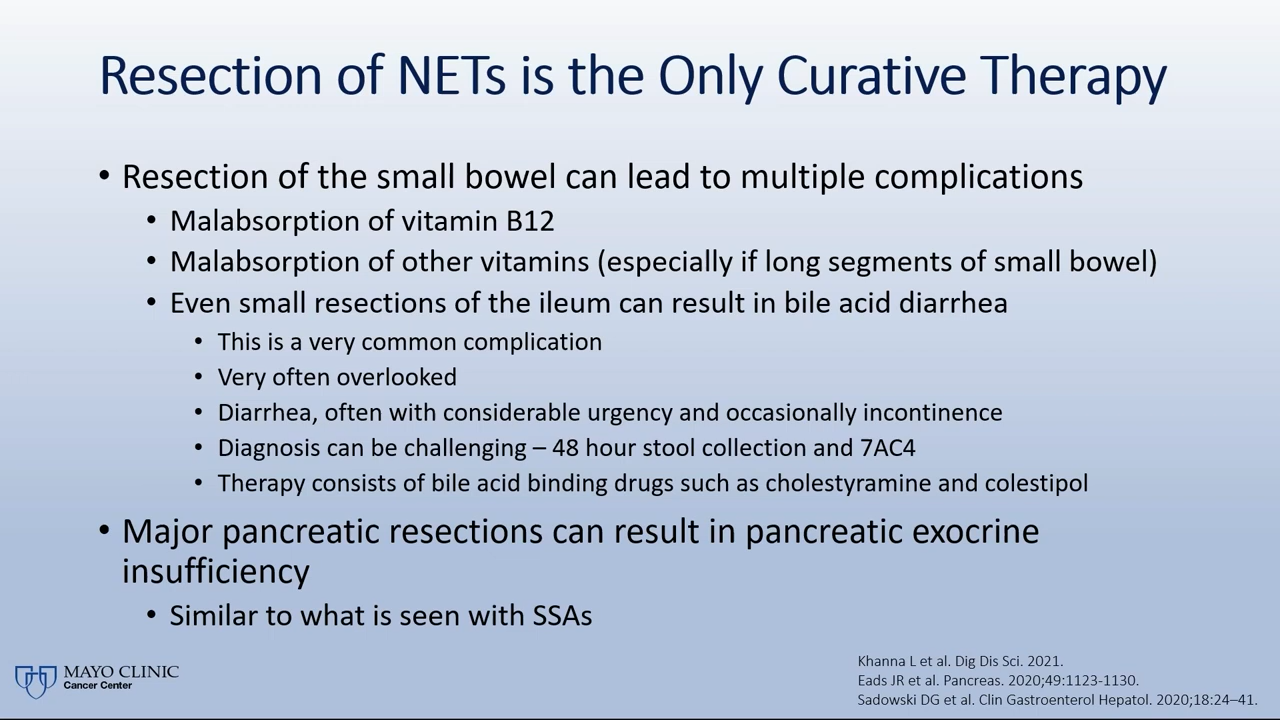 Resection of NETs is the Only Curative Therapy
• Resection of the small bowel can lead to multiple complications
• Malabsorption of vitamin B12
• Malabsorption of other vitamins (especially if long segments of small bowel)
• Even small resections of the ileum can result in bile acid diarrhea
• This is a very common complication
• Very often overlooked
• Diarrhea, often with considerable urgency and occasionally incontinence
• Diagnosis can be challenging – 48 hour stool collection and 7AC4
• Therapy consists of bile acid binding drugs such as cholestyramine and colestipol
• Major pancreatic resections can result in pancreatic exocrine
insufficiency
• Similar to what is seen with SSAs
MAYO CLINIC
Cancer Center
Khanna L et al. Dig Dis Sci. 2021.
Eads JR et al. Pancreas. 2020;49:1123-1130.
Sadowski DG et al. Clin Gastroenterol Hepatol. 2020;18:24–41.